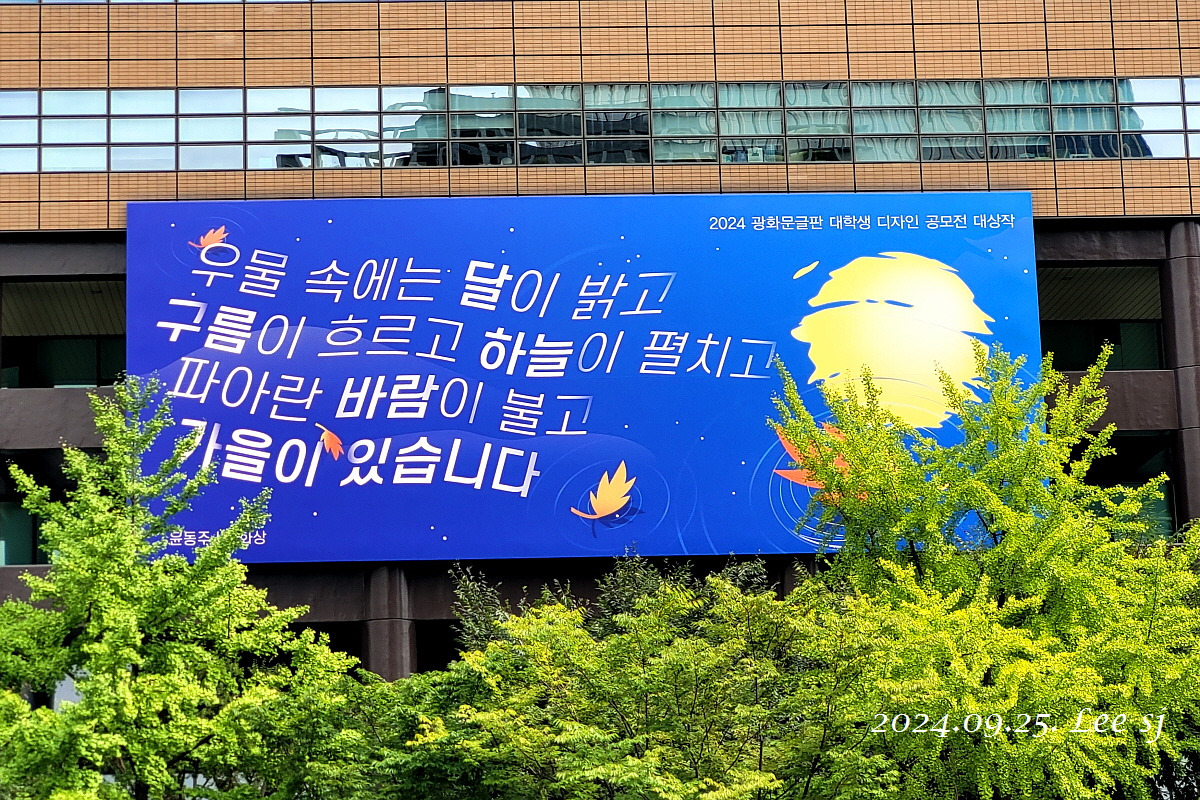 2024 광화문글판 대학생 디자인 공모전 대상작
우물 속에는 달이 밝고
구름이 흐르고 하늘이 펼치고
파아란 바람이 불고
가을이 있습니다
윤동주
2024.09.25. Lee sj